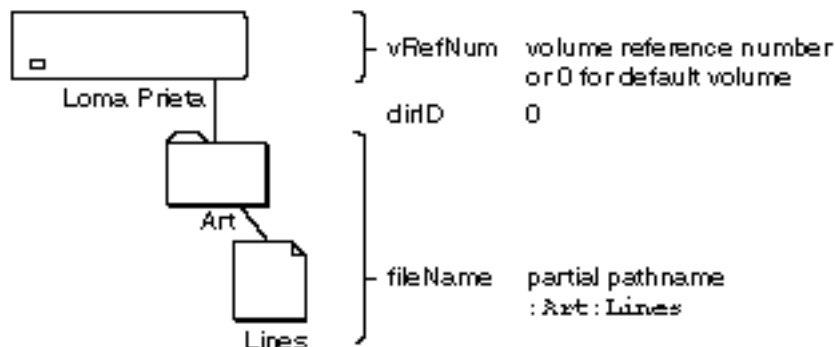 vRefNum volume reference number
or 0 for default volume
Loma Prieta
dirID 0
Art
fileName partial pathname
:Art:Lines
Lines